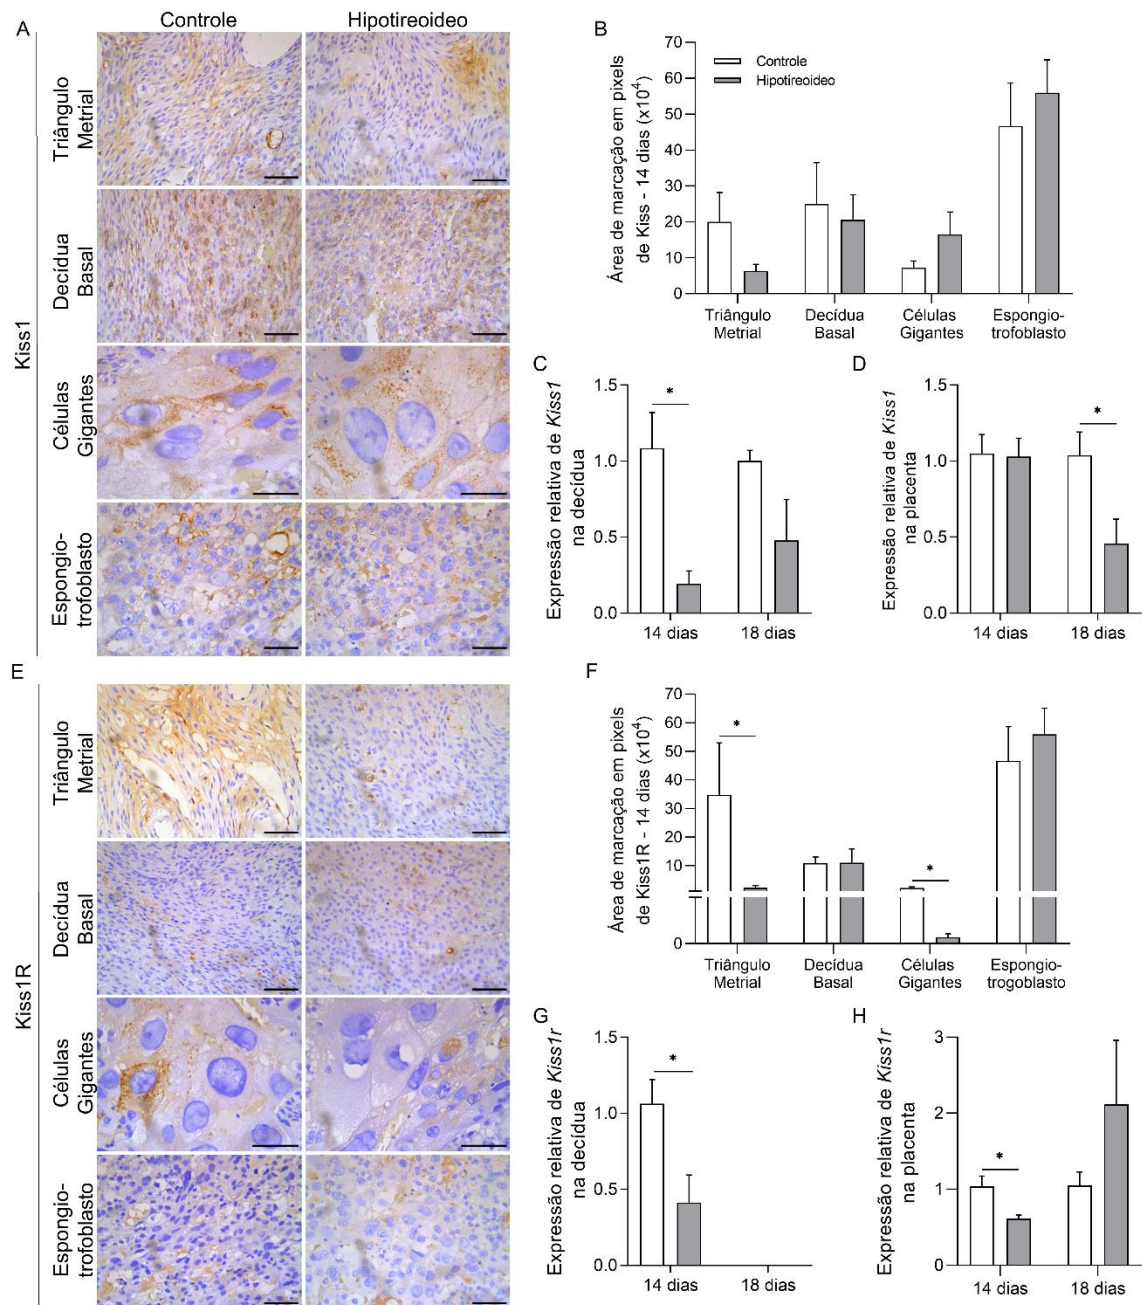 A
Controle
Hipotireoideo
Kiss1
Triângulo
Metrial
Decídua
Basal
Células
Gigantes
Espongio-
trofoblasto
B
Área de marcação em pixels
de Kiss - 14 dias (x10⁴)
70
60
50
40
30
20
10
0
Controle
Hipotireoideo
Triângulo
Metrial
Decídua
Basal
Células
Gigantes
Espongio-
trofoblasto
C
Expressão relativa de Kiss1
na decídua
1.5
1.0
0.5
0.0
*
14 dias
18 dias
D
Expressão relativa de Kiss1
na placenta
1.5
1.0
0.5
0.0
*
14 dias
18 dias
E
Kiss1R
Triângulo
Metrial
Decídua
Basal
Células
Gigantes
Espongio-
trofoblasto
F
Área de marcação em pixels
de Kiss1R - 14 dias (x10⁴)
70
60
50
40
30
20
10
0
*
*
Triângulo
Metrial
Decídua
Basal
Células
Gigantes
Espongio-
trogoblasto
G
Expressão relativa de Kiss1r
na decídua
1.5
1.0
0.5
0.0
*
14 dias
18 dias
H
Expressão relativa de Kiss1r
na placenta
3
2
1
0
*
14 dias
18 dias